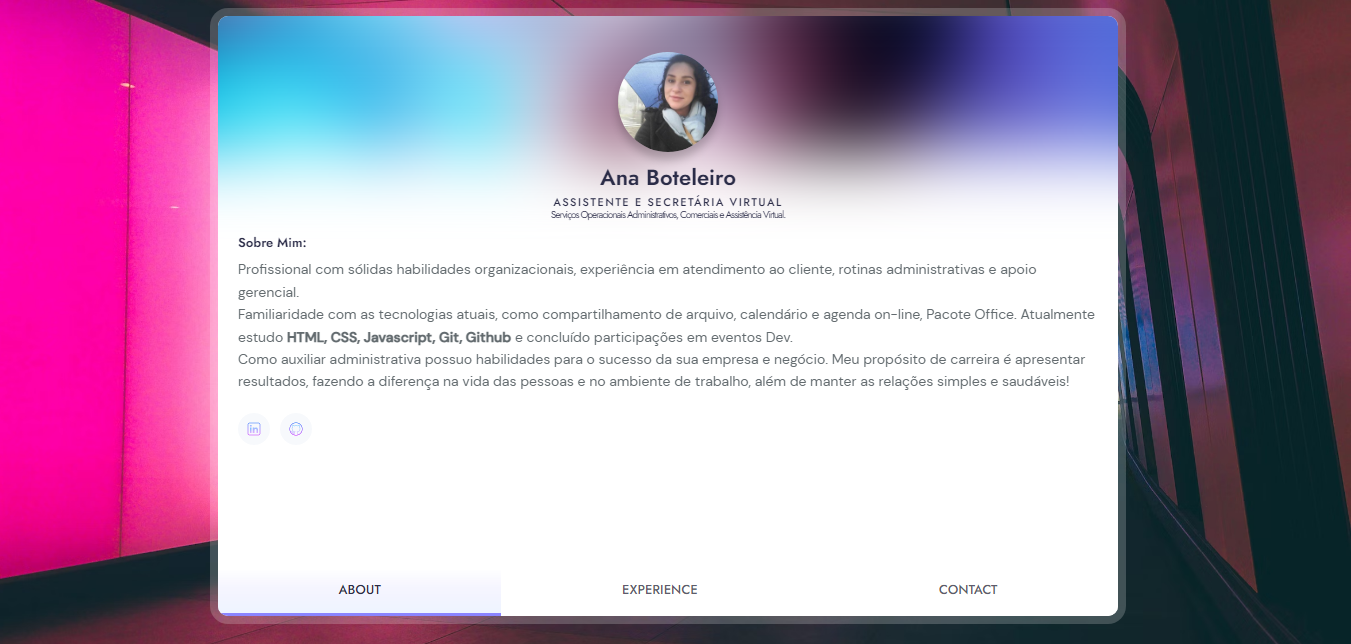 Ana Boteleiro
ASSISTENTE E SECRETÁRIA VIRTUAL
Serviços Operacionais Administrativos, Comerciais e Assistência Virtual.
Sobre Mim:
Profissional com sólidas habilidades organizacionais, experiência em atendimento ao cliente, rotinas administrativas e apoio
gerencial.
Familiaridade com as tecnologias atuais, como compartilhamento de arquivo, calendário e agenda on-line, Pacote Office. Atualmente
estudo HTML, CSS, Javascript, Git, Github e concluído participações em eventos Dev.
Como auxiliar administrativa possuo habilidades para o sucesso da sua empresa e negócio. Meu propósito de carreira é apresentar
resultados, fazendo a diferença na vida das pessoas e no ambiente de trabalho, além de manter as relações simples e saudáveis!
in
ABOUT EXPERIENCE CONTACT